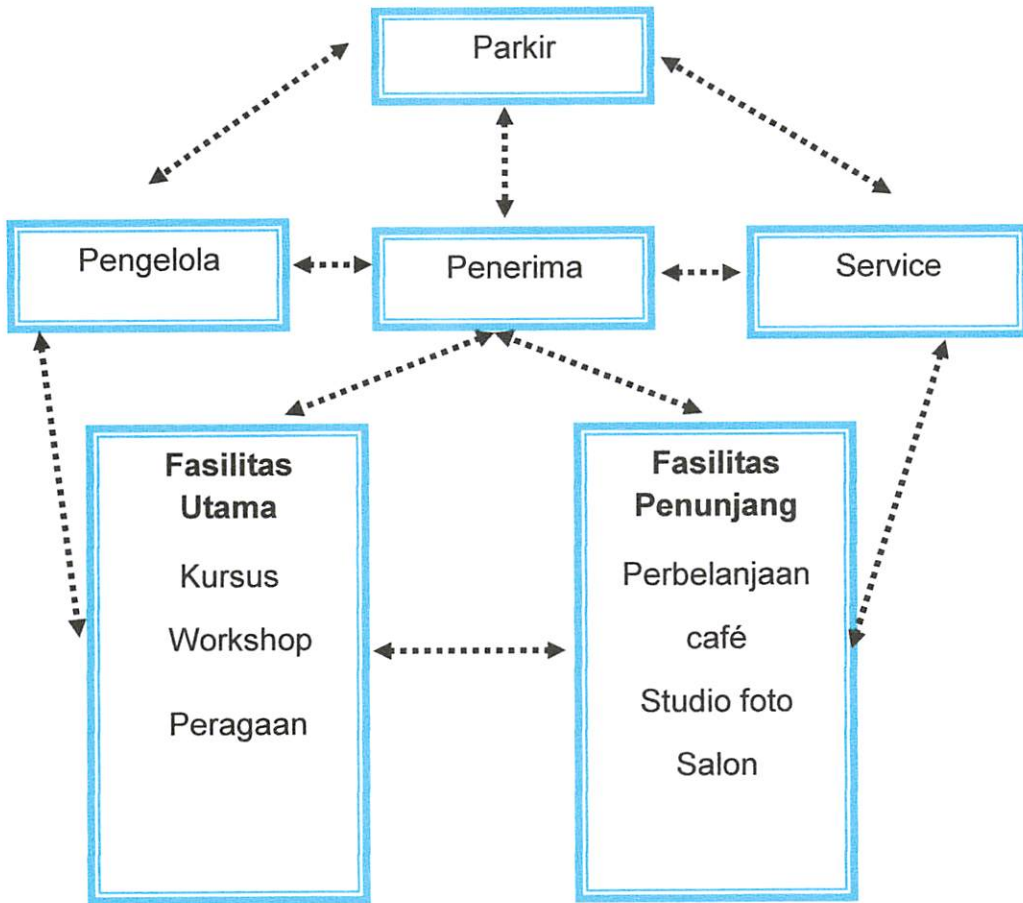 Parkir
Pengelola
Penerima
Service
Fasilitas
Utama
Kursus
Workshop
Peragaan
Fasilitas
Penunjang
Perbelanjaan
café
Studio foto
Salon